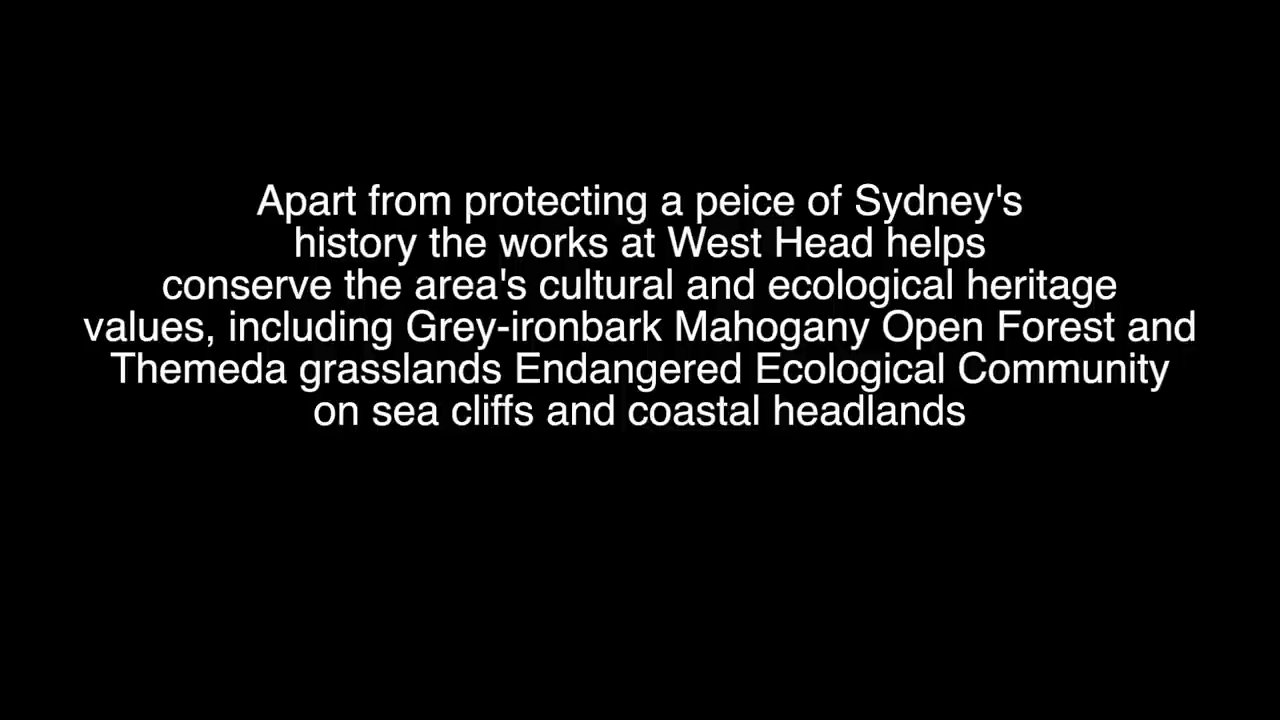 Apart from protecting a peice of Sydney's
history the works at West Head helps
conserve the area's cultural and ecological heritage
values, including Grey-ironbark Mahogany Open Forest and
Themeda grasslands Endangered Ecological Community
on sea cliffs and coastal headlands